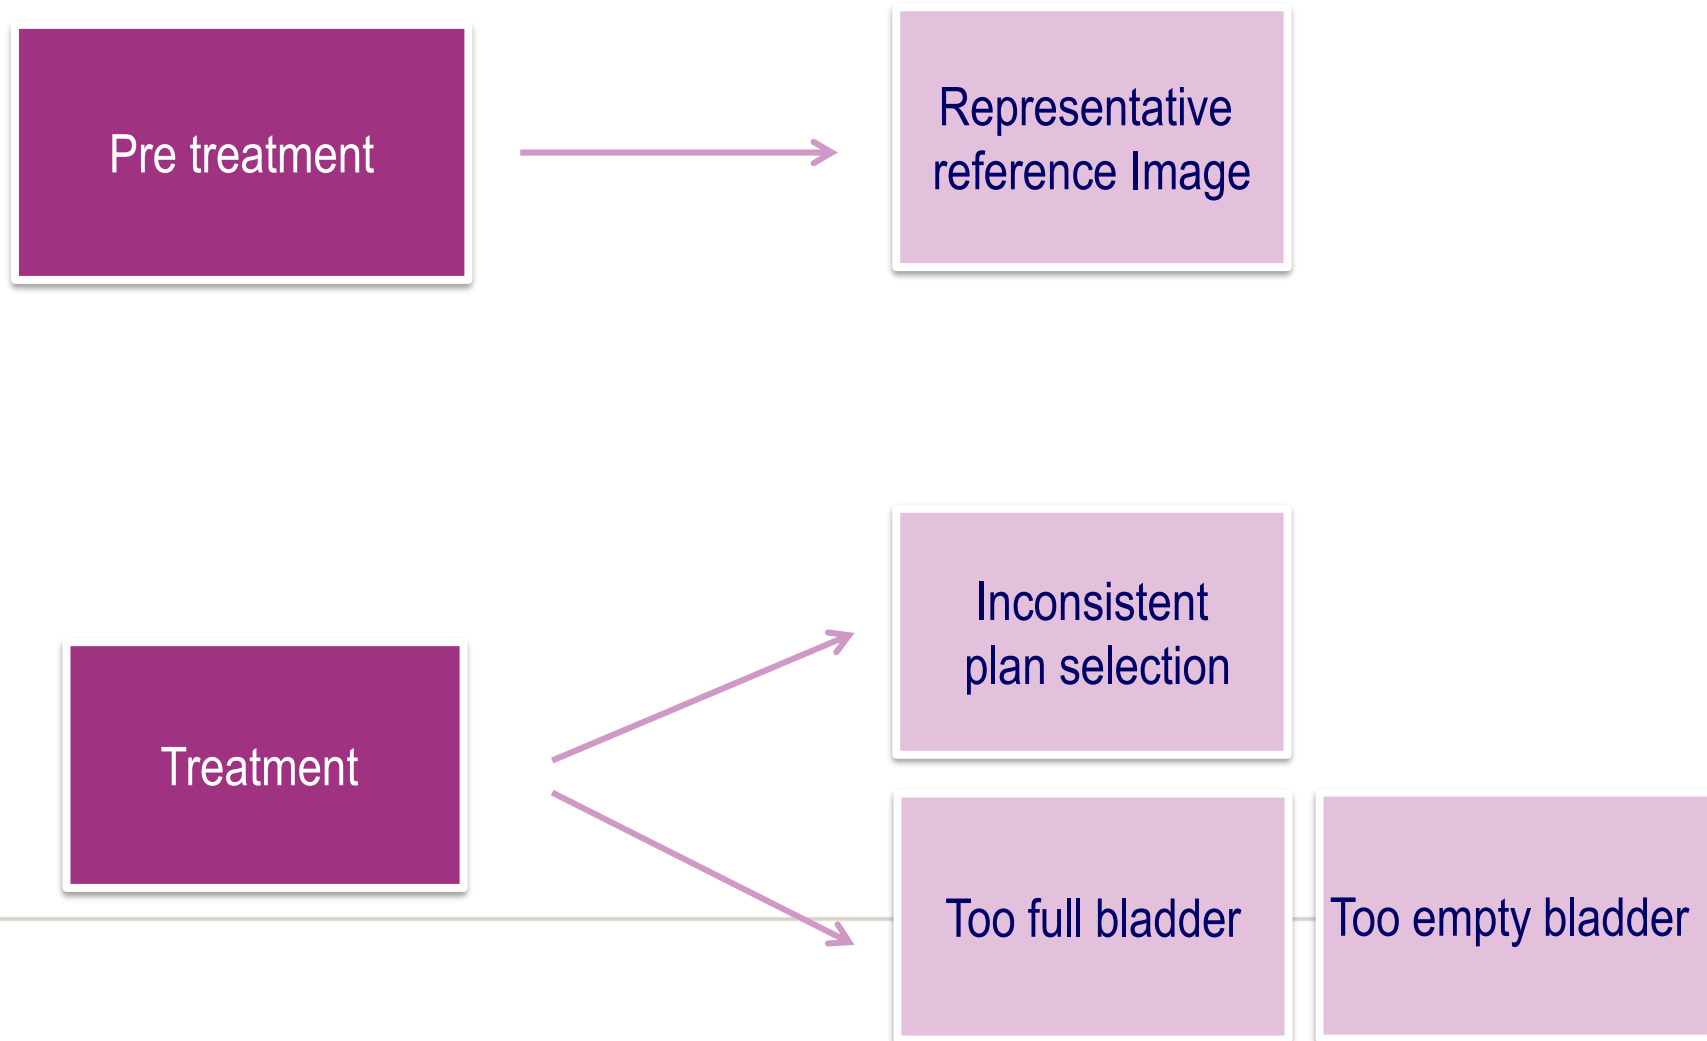 Pre treatment
Representative
reference Image
Inconsistent
plan selection
Treatment
Too full bladder
Too empty bladder